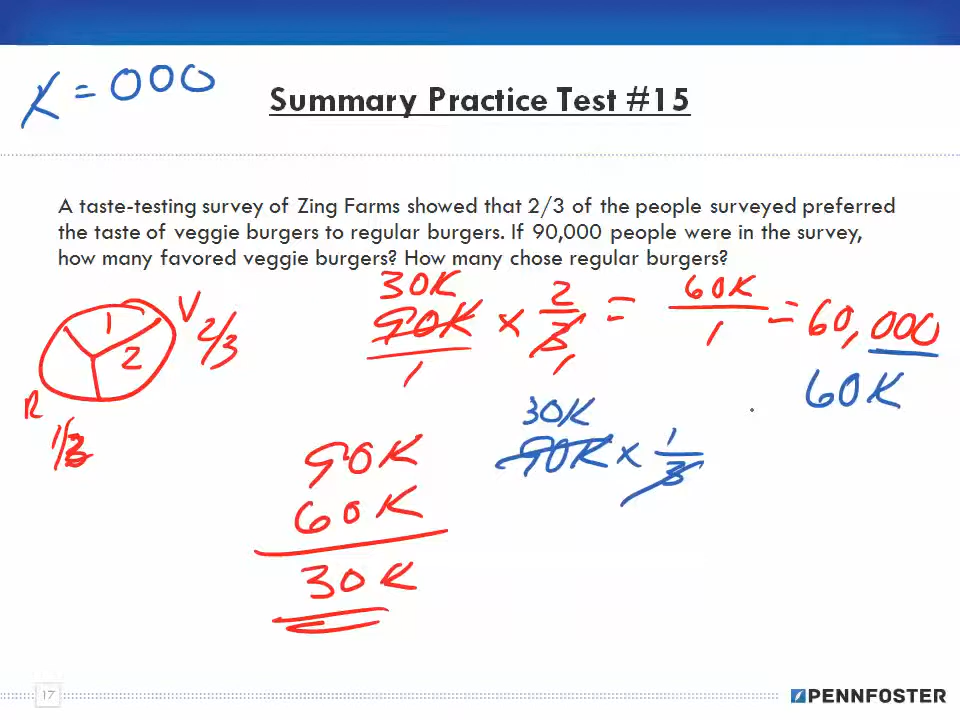 K = 000
Summary Practice Test #15
A taste-testing survey of Zing Farms showed that 2/3 of the people surveyed preferred
the taste of veggie burgers to regular burgers. If 90,000 people were in the survey,
how many favored veggie burgers? How many chose regular burgers?
30K
90K/1 × 2/3 = 60K/1 = 60,000
1
60K
1
2
V
2/3
R
1/3
90K
60K
30K
30K
90K × 1/3
17
PENNFOSTER